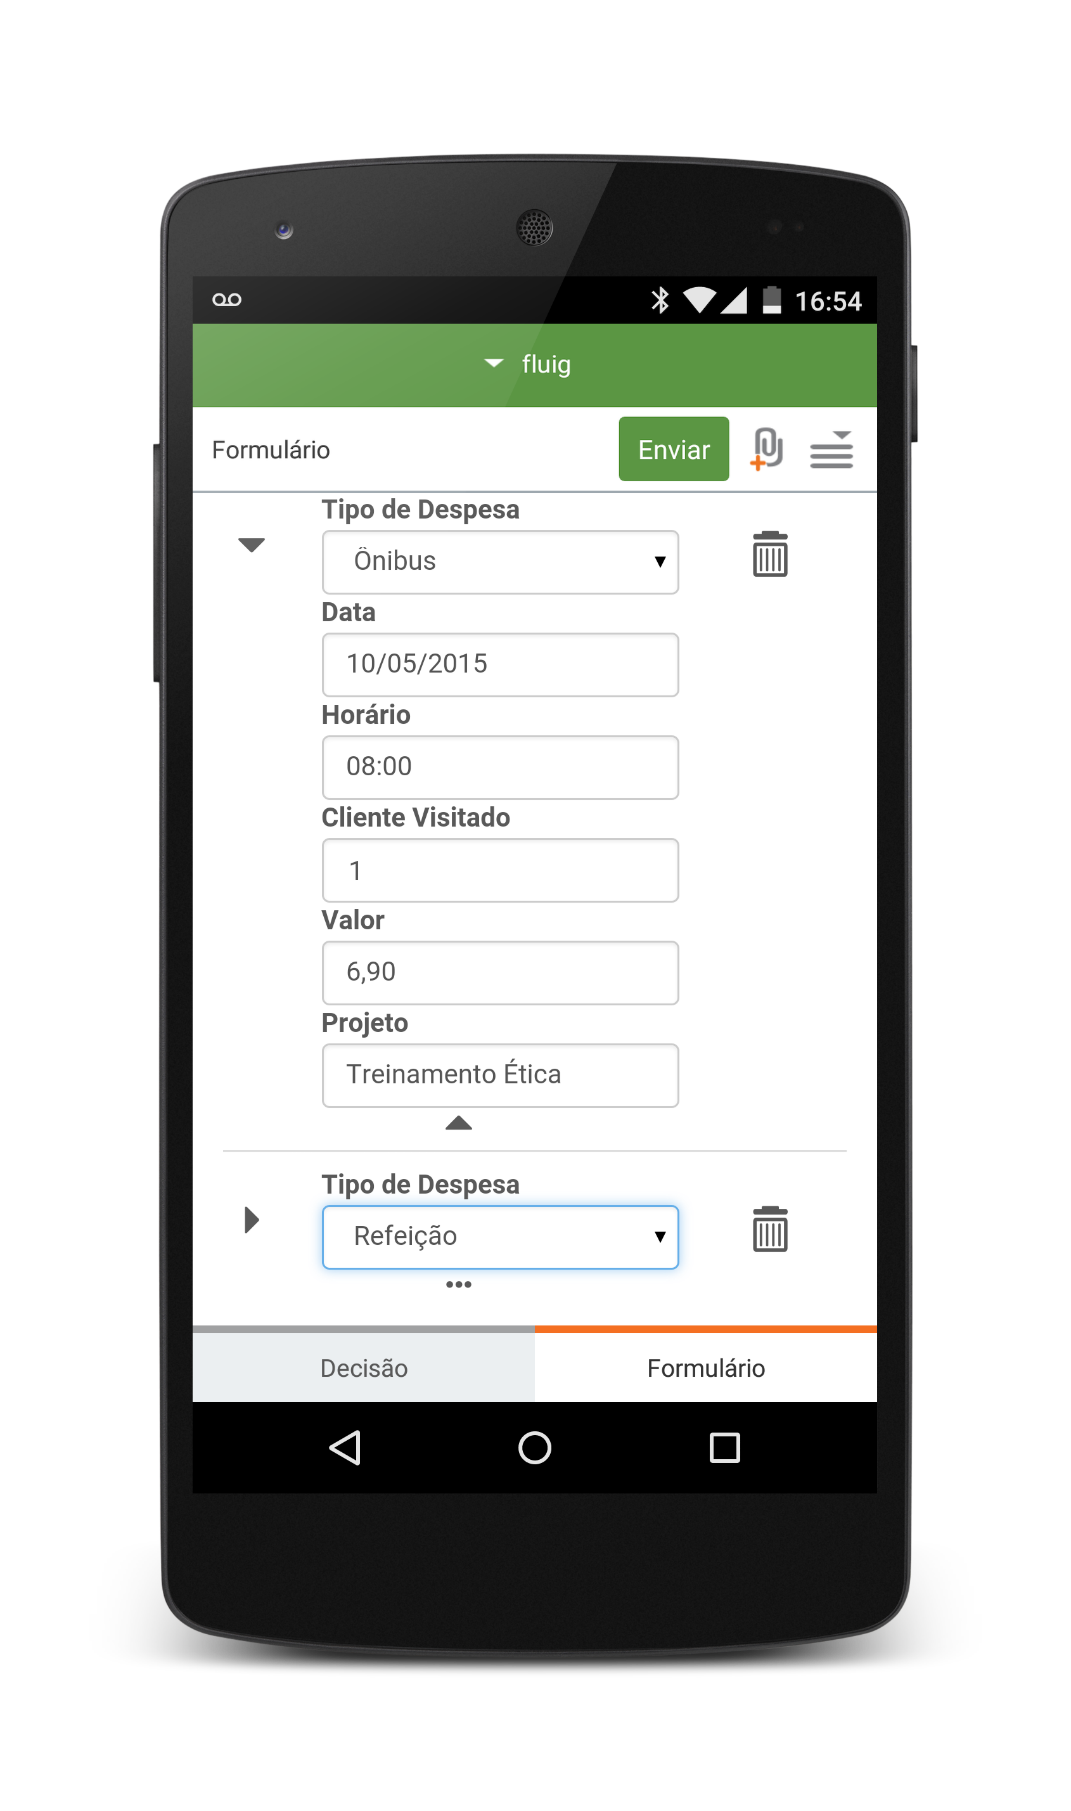 16:54
fluig
Formulário
Enviar
Tipo de Despesa
Ônibus
Data
10/05/2015
Horário
08:00
Cliente Visitado
1
Valor
6,90
Projeto
Treinamento Ética
Tipo de Despesa
Refeição
Decisão
Formulário